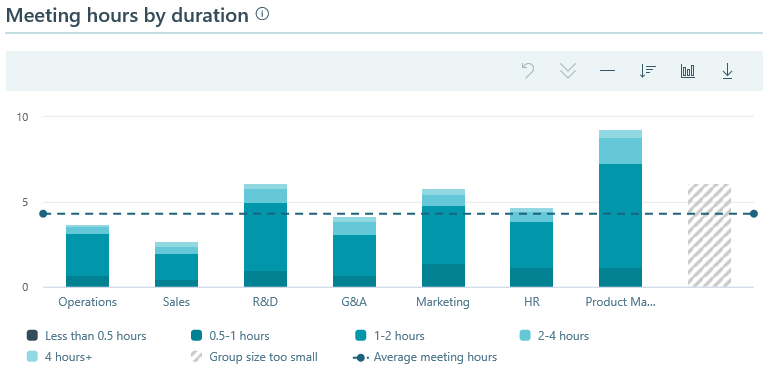 Meeting hours by duration
10
5
0
Operations Sales R&D G&A Marketing HR Product Ma...
Less than 0.5 hours 0.5-1 hours 1-2 hours 2-4 hours
4 hours+ Group size too small Average meeting hours